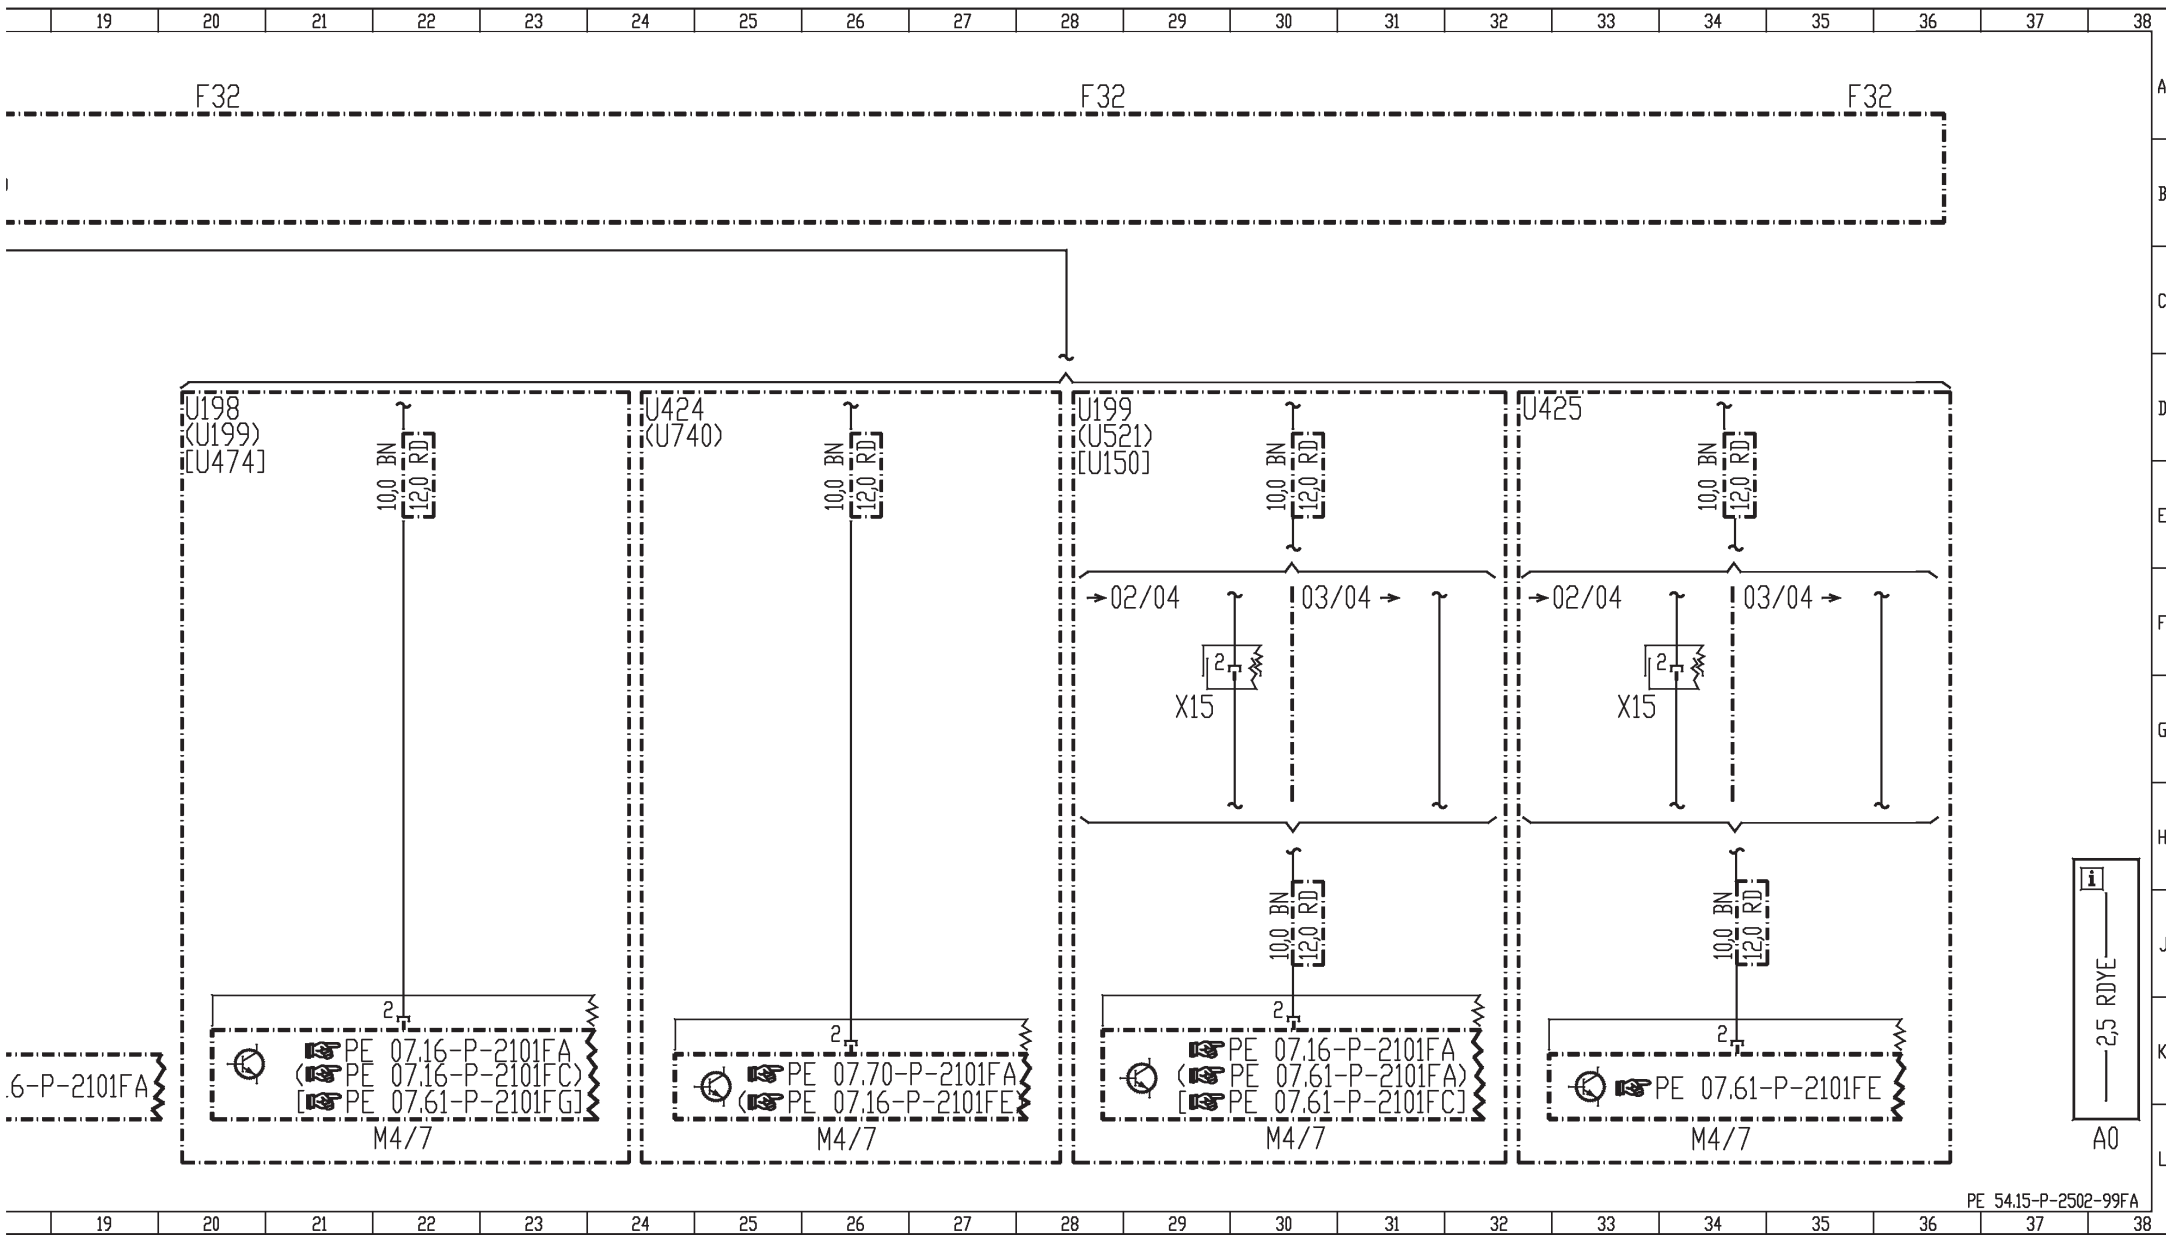 19 20 21 22 23 24 25 26 27 28 29 30 31 32 33 34 35 36 37 38
A
F32 F32 F32
B
C
D
U198 U424 U199 U425
(U199) (U740) (U521)
[U474] [U150]
10,0 BN 12,0 RD 10,0 BN 12,0 RD 10,0 BN 12,0 RD 10,0 BN 12,0 RD
E
→02/04 03/04→ →02/04 03/04→
F
2 2
X15 X15
G
H
i
10,0 BN 12,0 RD 10,0 BN 12,0 RD
J
2,5 RDYE
2 2 2 2
K
PE 07.16-P-2101FA
(PE 07.16-P-2101FC)
[PE 07.61-P-2101FG]
PE 07.70-P-2101FA
(PE 07.16-P-2101FE
PE 07.16-P-2101FA
(PE 07.61-P-2101FA)
[PE 07.61-P-2101FC]
PE 07.61-P-2101FE
6-P-2101FA
M4/7 M4/7 M4/7 M4/7
A0
L
PE 54.15-P-2502-99FA
19 20 21 22 23 24 25 26 27 28 29 30 31 32 33 34 35 36 37 38